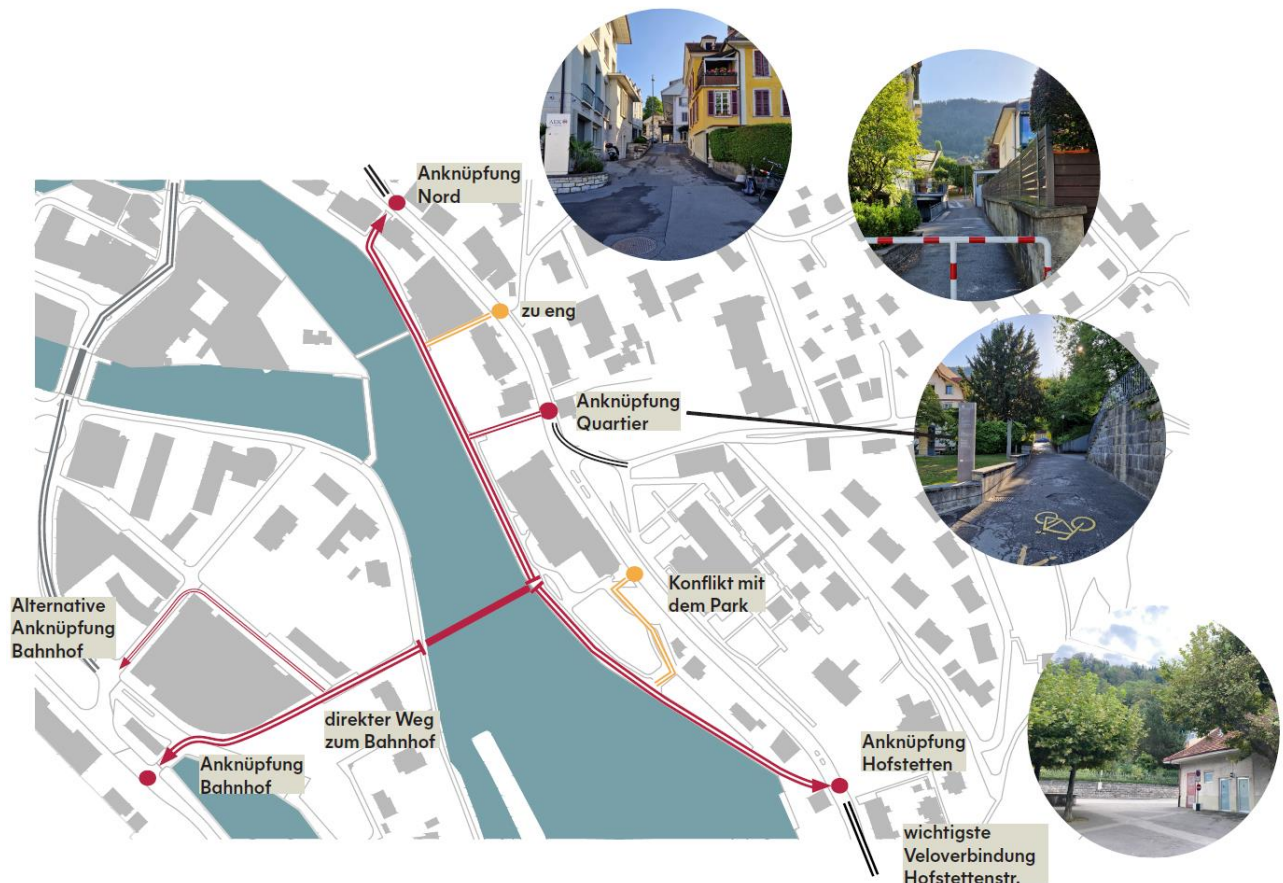 Anknüpfung
Nord
zu eng
Anknüpfung
Quartier
Konflikt mit
dem Park
Alternative
Anknüpfung
Bahnhof
direkter Weg
zum Bahnhof
Anknüpfung
Bahnhof
Anknüpfung
Hofstetten
wichtigste
Veloverbindung
Hofstettenstr.